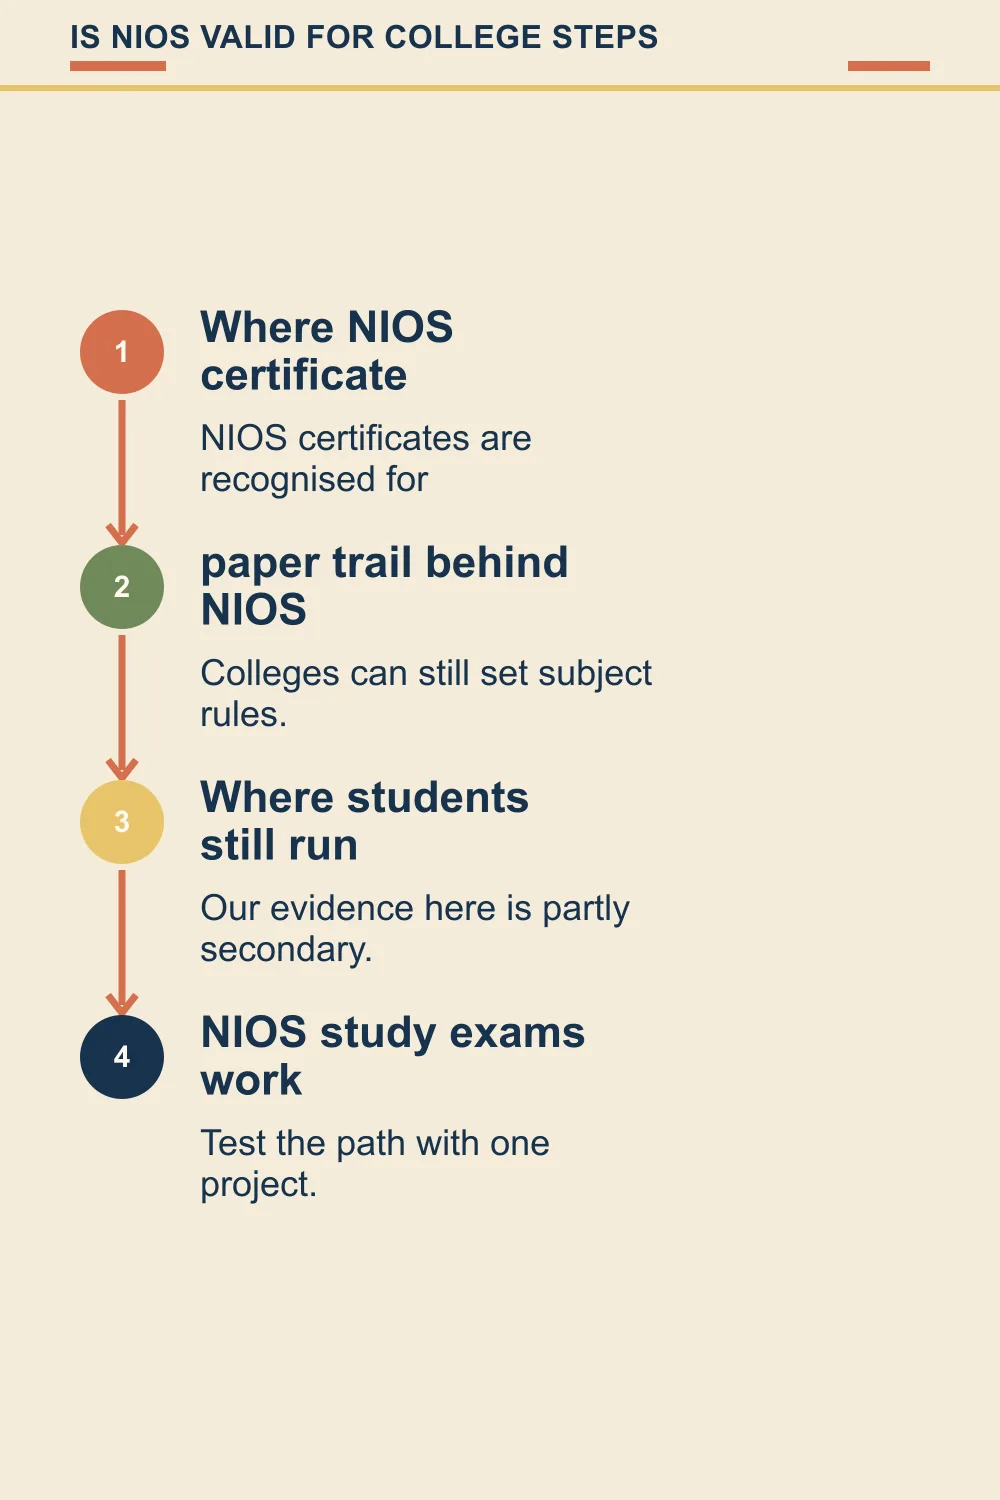 IS NIOS VALID FOR COLLEGE STEPS
1
Where NIOS
certificate
NIOS certificates are
recognised for
2
paper trail behind
NIOS
Colleges can still set subject
rules.
3
Where students
still run
Our evidence here is partly
secondary.
4
NIOS study exams
work
Test the path with one
project.